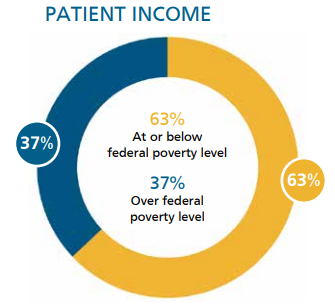 PATIENT INCOME
63%
At or below
federal poverty level
37%
Over federal
poverty level
37%
63%